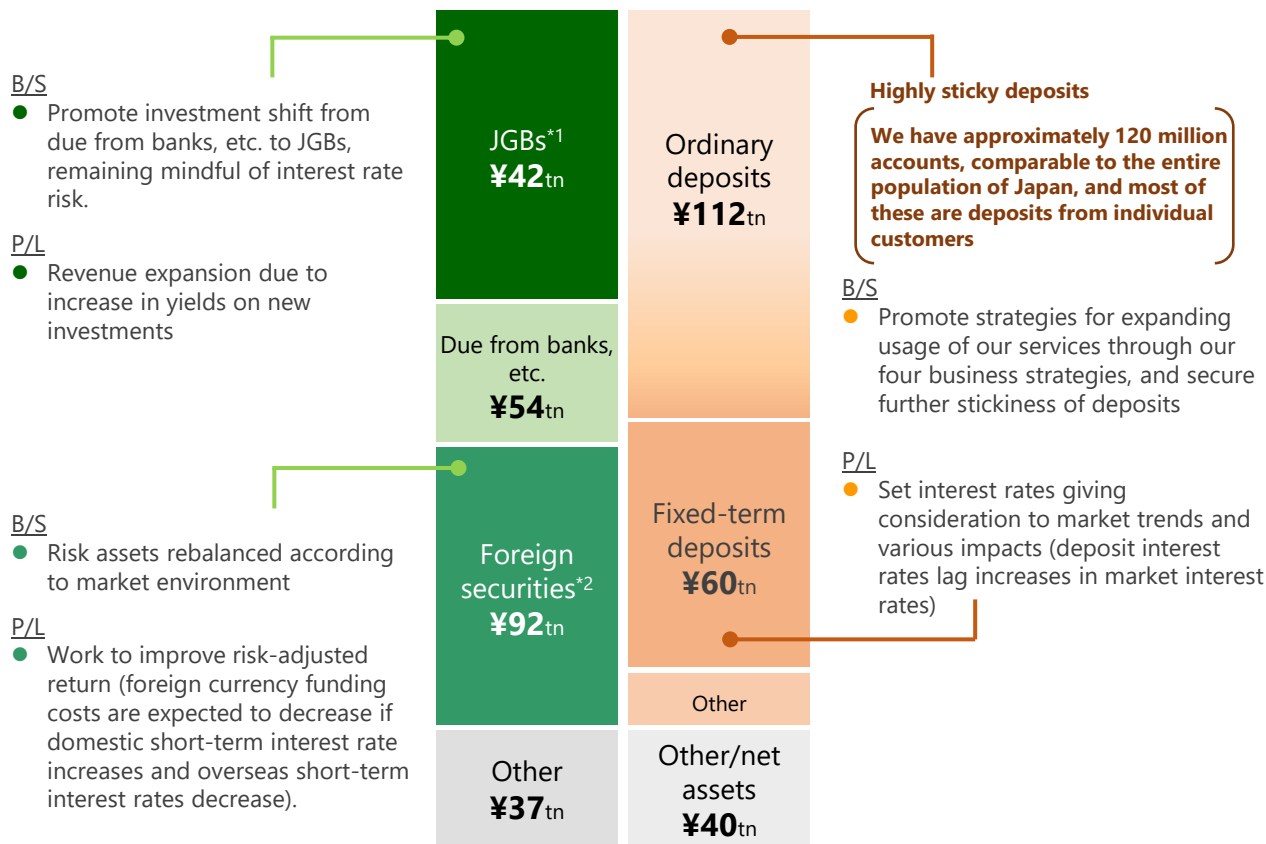 B/S
● Promote investment shift from
due from banks, etc. to JGBs,
remaining mindful of interest rate
risk.
P/L
● Revenue expansion due to
increase in yields on new
investments
B/S
● Risk assets rebalanced according
to market environment
P/L
● Work to improve risk-adjusted
return (foreign currency funding
costs are expected to decrease if
domestic short-term interest rate
increases and overseas short-term
interest rates decrease).
JGBs*1
¥42tn
Due from banks,
etc.
¥54tn
Foreign
securities*2
¥92tn
Other
¥37tn
Ordinary
deposits
¥112tn
Fixed-term
deposits
¥60tn
Other
Other/net
assets
¥40tn
Highly sticky deposits
We have approximately 120 million
accounts, comparable to the entire
population of Japan, and most of
these are deposits from individual
customers
B/S
● Promote strategies for expanding
usage of our services through our
four business strategies, and secure
further stickiness of deposits
P/L
● Set interest rates giving
consideration to market trends and
various impacts (deposit interest
rates lag increases in market interest
rates)